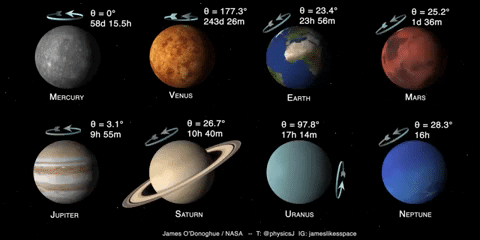 θ = 0°
58d 15.5h
MERCURY
θ = 177.3°
243d 26m
VENUS
θ = 23.4°
23h 56m
EARTH
θ = 25.2°
1d 36m
MARS
θ = 3.1°
9h 55m
JUPITER
θ = 26.7°
10h 40m
SATURN
θ = 97.8°
17h 14m
URANUS
θ = 28.3°
16h
NEPTUNE
James O'Donoghue / NASA -- T: @physicsJ IG: jameslikesspace